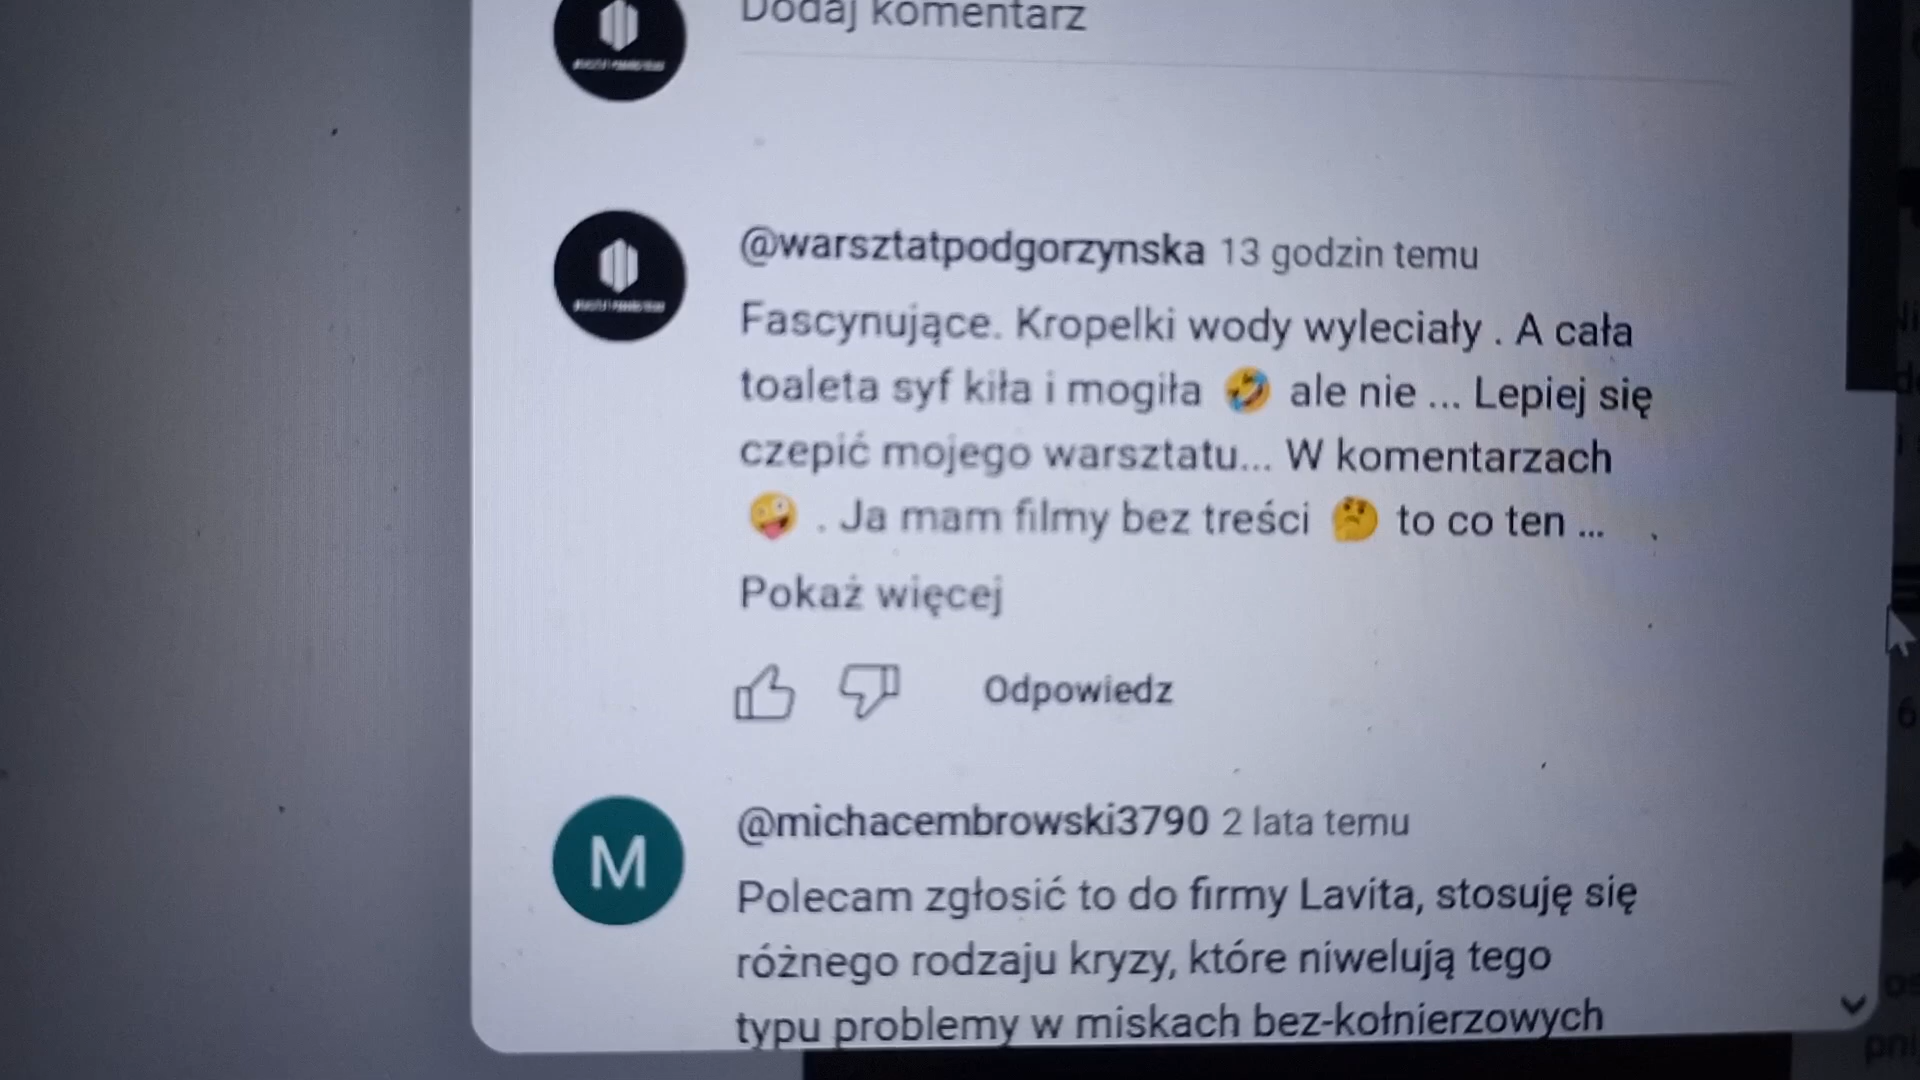 Dodaj komentarz
@warsztatpodgorzynska 13 godzin temu
Fascynujące. Kropelki wody wyleciały . A cała
toaleta syf kiła i mogiła 🤣 ale nie ... Lepiej się
czepić mojego warsztatu... W komentarzach
🤪 . Ja mam filmy bez treści 🤔 to co ten ...
Pokaż więcej
Odpowiedz
M
@michacembrowski3790 2 lata temu
Polecam zgłosić to do firmy Lavita, stosuję się
różnego rodzaju kryzy, które niwelują tego
typu problemy w miskach bez-kołnierzowych